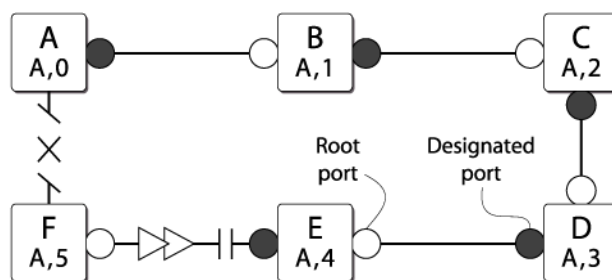 A
A,0
B
A,1
C
A,2
Root
port
Designated
port
F
A,5
E
A,4
D
A,3